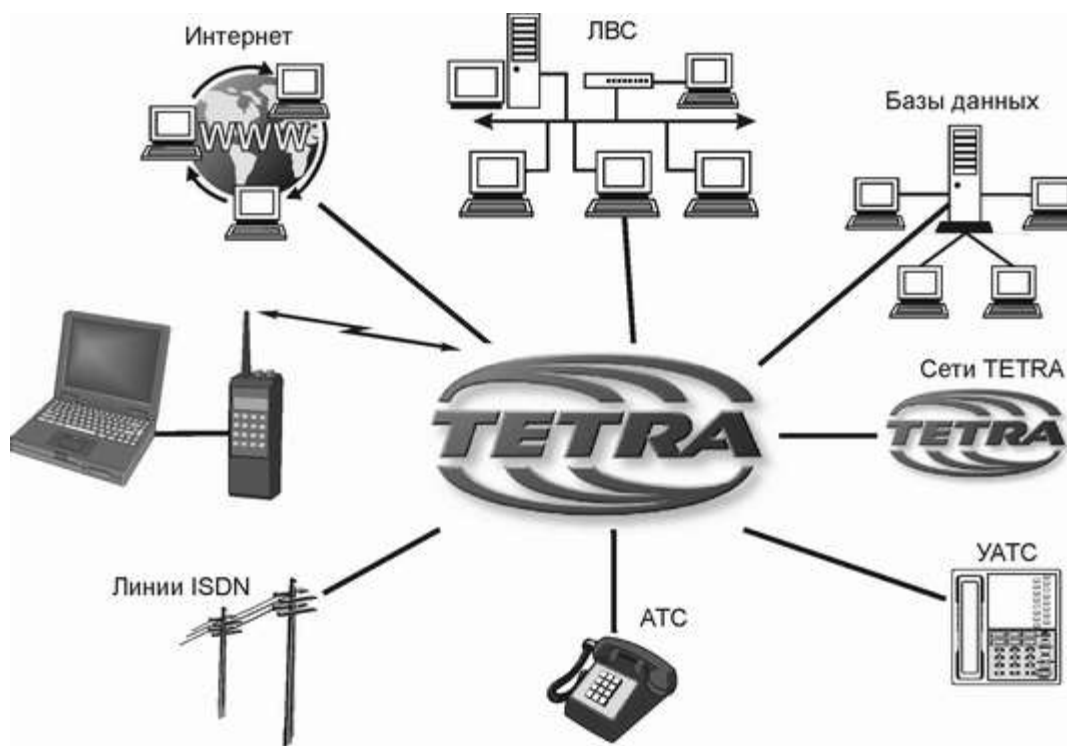 Интернет
ЛВС
Базы данных
WWW
Сети TETRA
TETRA
TETRA
УАТС
Линии ISDN
АТС